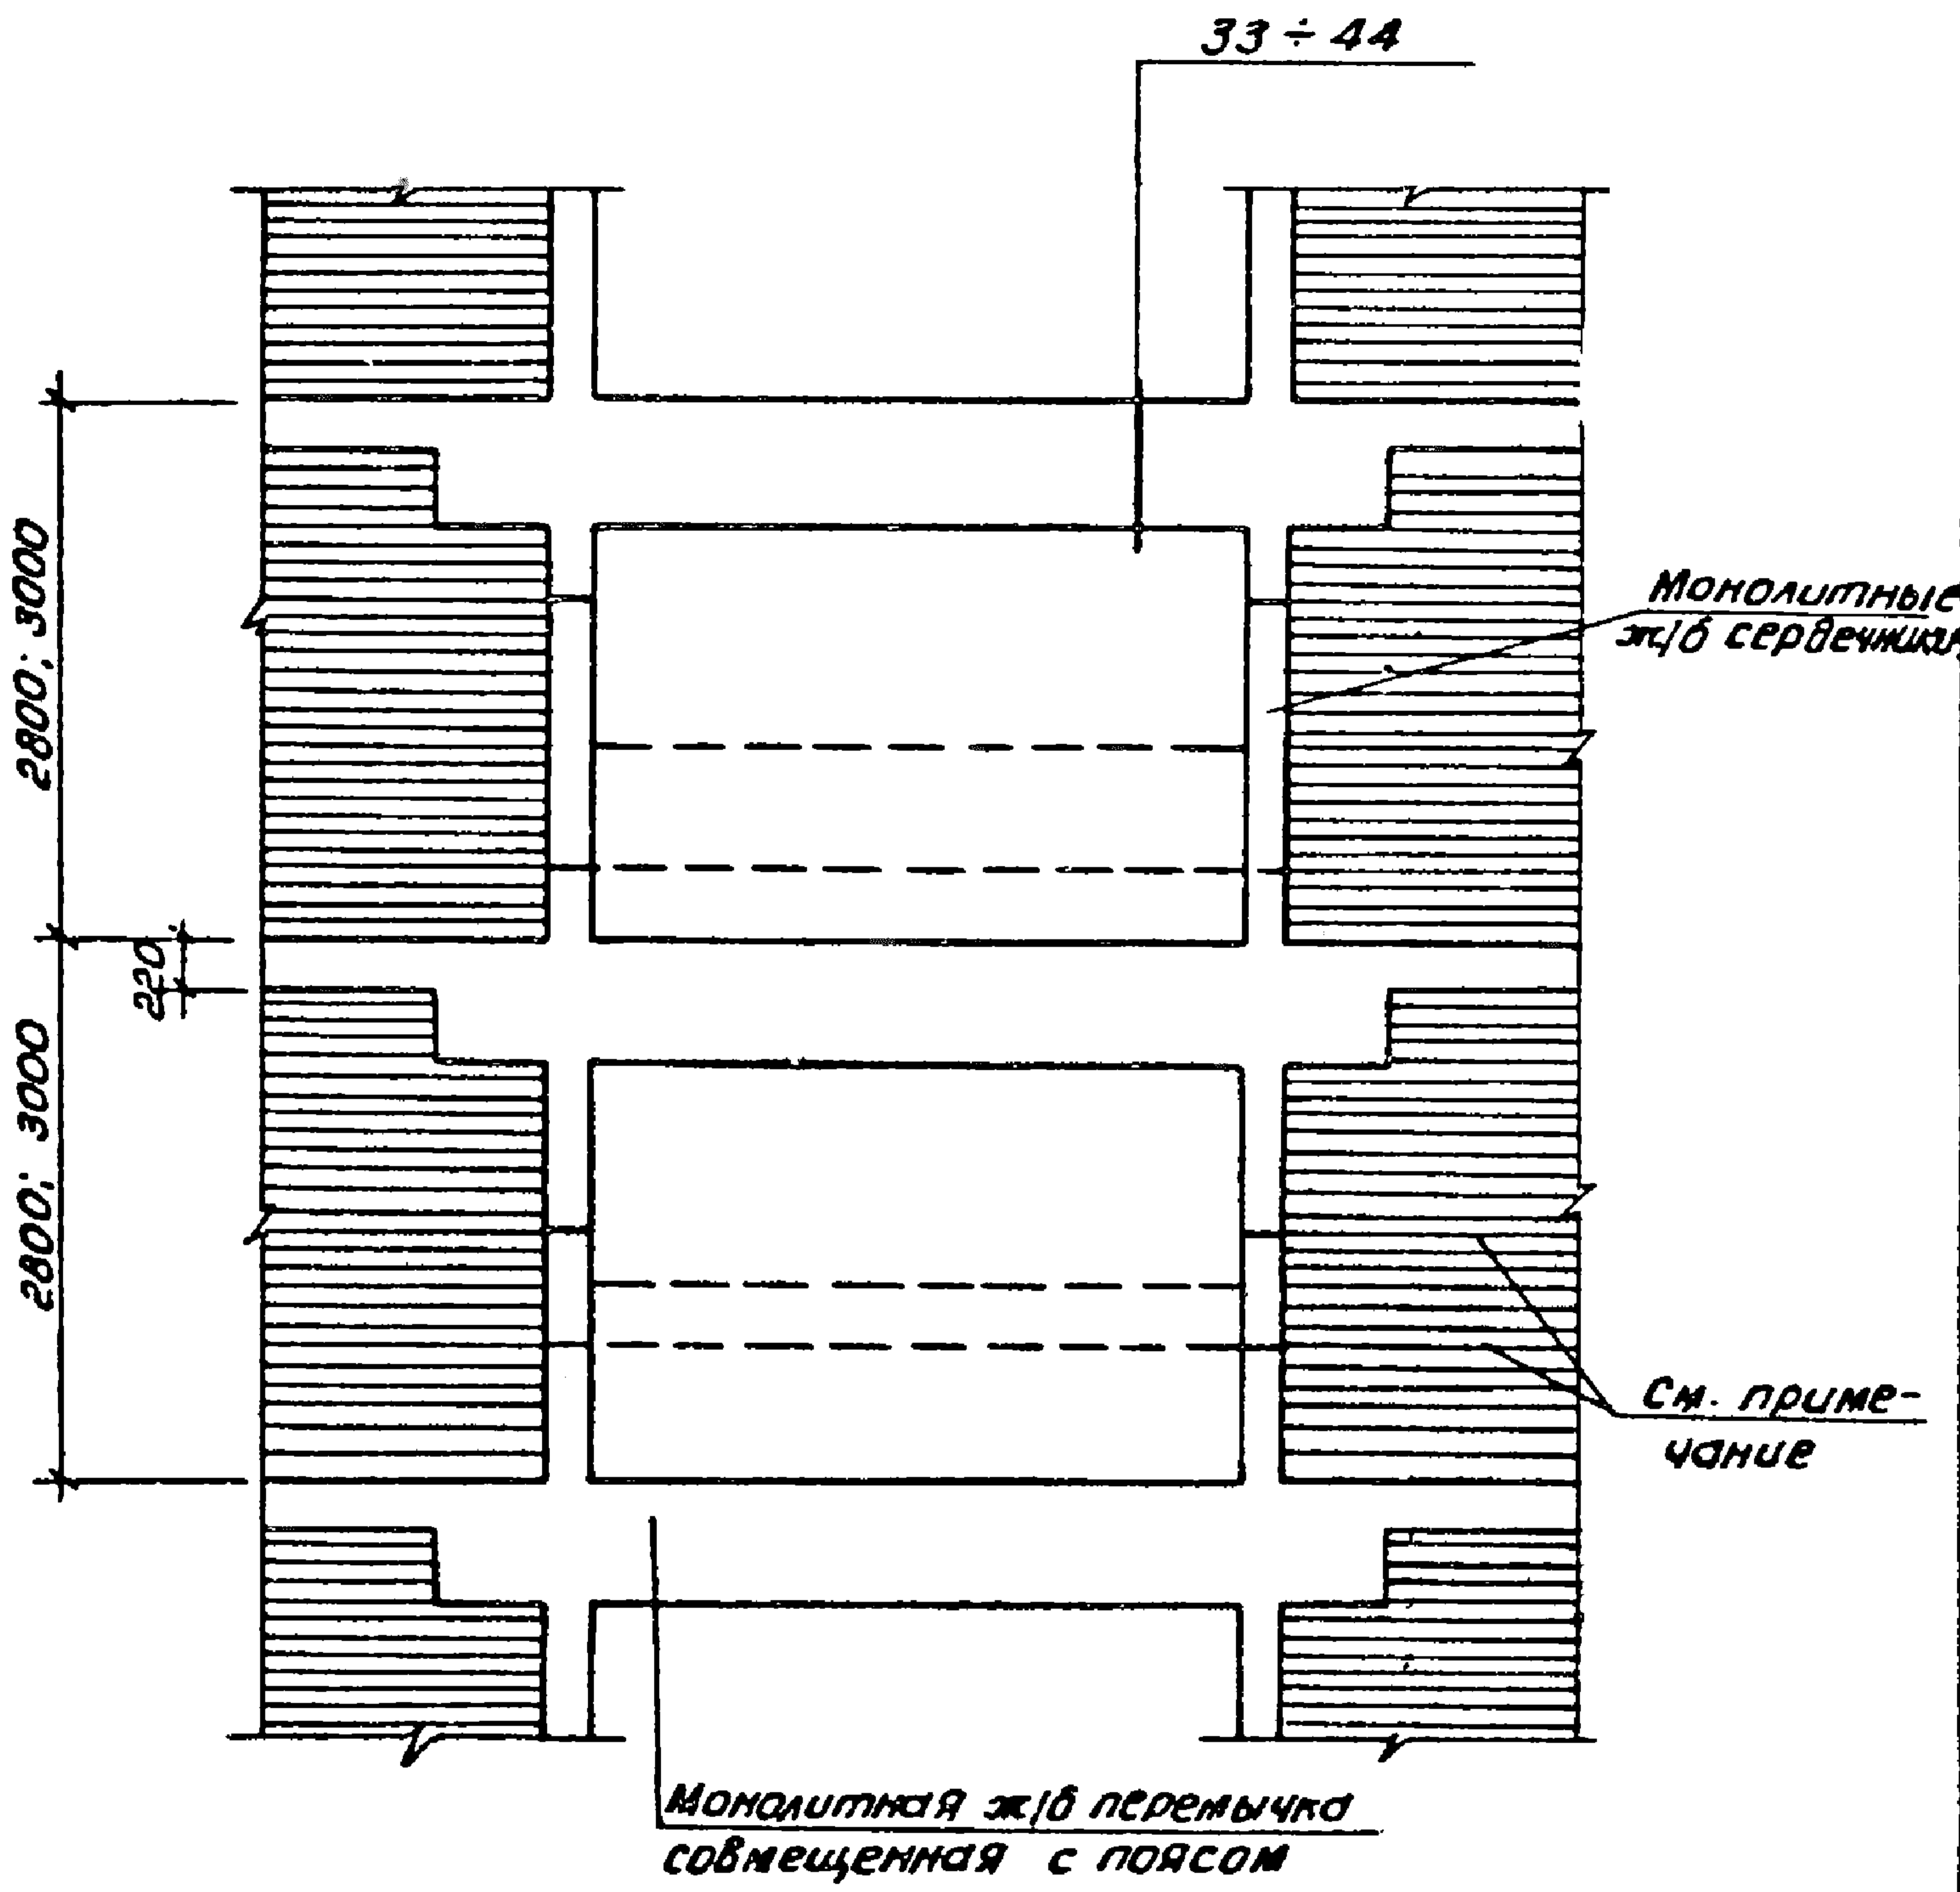 33 ÷ 44
2800; 3000
Монолитные
ж/б сердечники
220
2800; 3000
См. приме-
чание
Монолитная ж/б перемычка
совмещенная с поясом